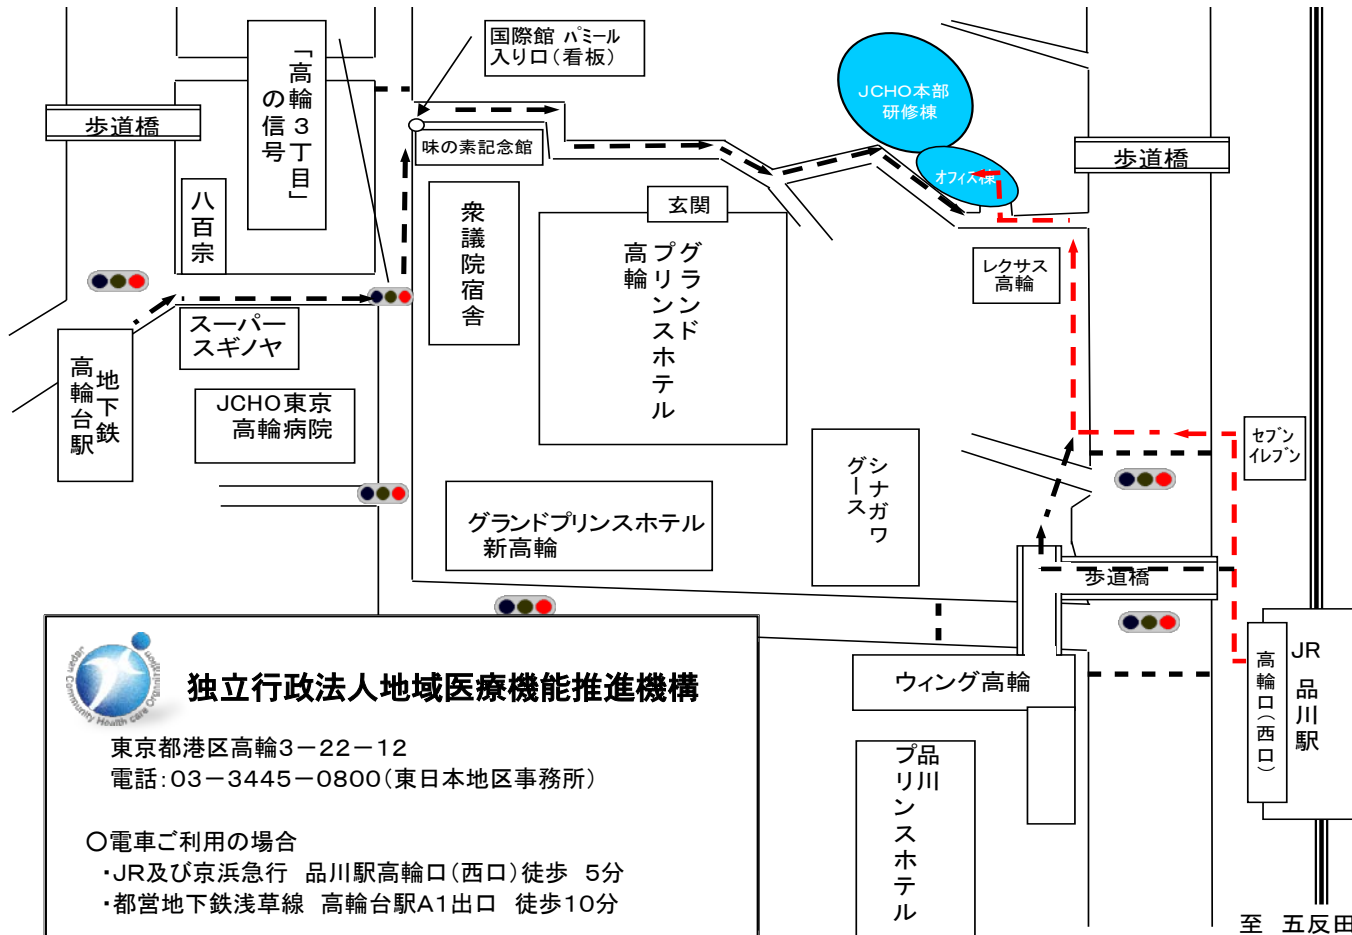 国際館 パミール
入り口(看板)
「高輪3丁目」
の信号
歩道橋
味の素記念館
JCHO本部
研修棟
オフィス棟
歩道橋
八百宗
衆議院宿舎
玄関
グランド
プリンスホテル
高輪
レクサス
高輪
スーパー
スギノヤ
地下鉄
高輪台駅
JCHO東京
高輪病院
セブン
イレブン
シナガワ
グース
グランドプリンスホテル
新高輪
歩道橋
JR 品川駅
高輪口(西口)
ウィング高輪
品川
プリンスホテル
Japan Community Health care Organization
独立行政法人地域医療機能推進機構
東京都港区高輪3-22-12
電話:03-3445-0800(東日本地区事務所)
○電車ご利用の場合
・JR及び京浜急行 品川駅高輪口(西口)徒歩 5分
・都営地下鉄浅草線 高輪台駅A1出口 徒歩10分
至 五反田